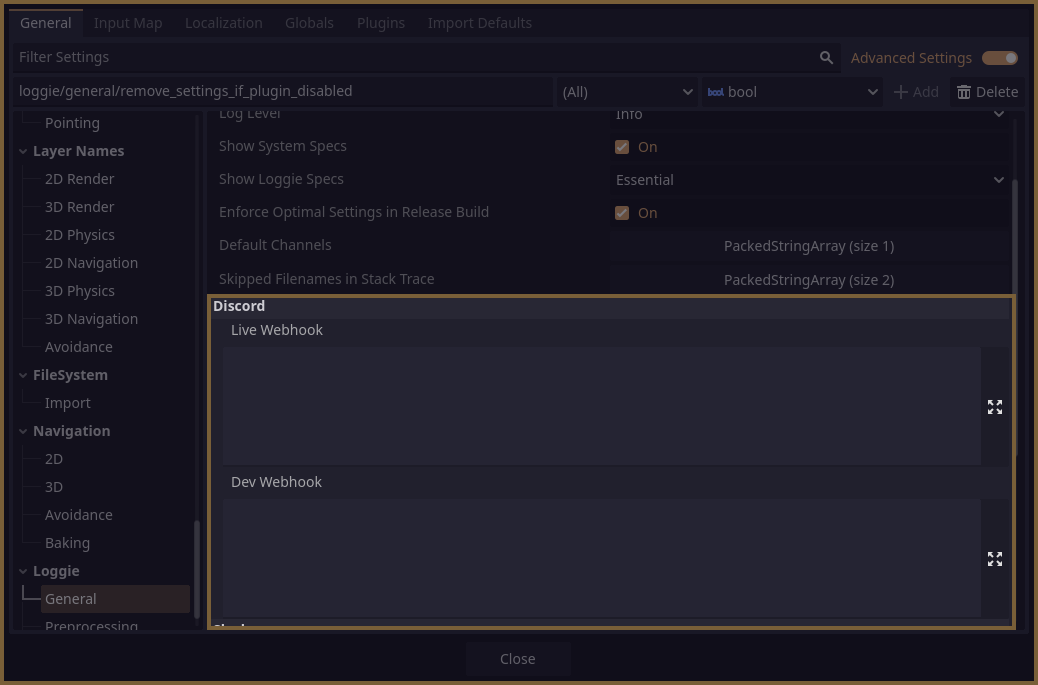 General Input Map Localization Globals Plugins Import Defaults
Filter Settings Advanced Settings
loggie/general/remove_settings_if_plugin_disabled (All) bool bool Add Delete
Pointing
Layer Names
2D Render
3D Render
2D Physics
2D Navigation
3D Physics
3D Navigation
Avoidance
FileSystem
Import
Navigation
2D
3D
Avoidance
Baking
Loggie
General
Preprocessing
Log Level Info
Show System Specs On
Show Loggie Specs Essential
Enforce Optimal Settings in Release Build On
Default Channels PackedStringArray (size 1)
Skipped Filenames in Stack Trace PackedStringArray (size 2)
Discord
Live Webhook
Dev Webhook
Close